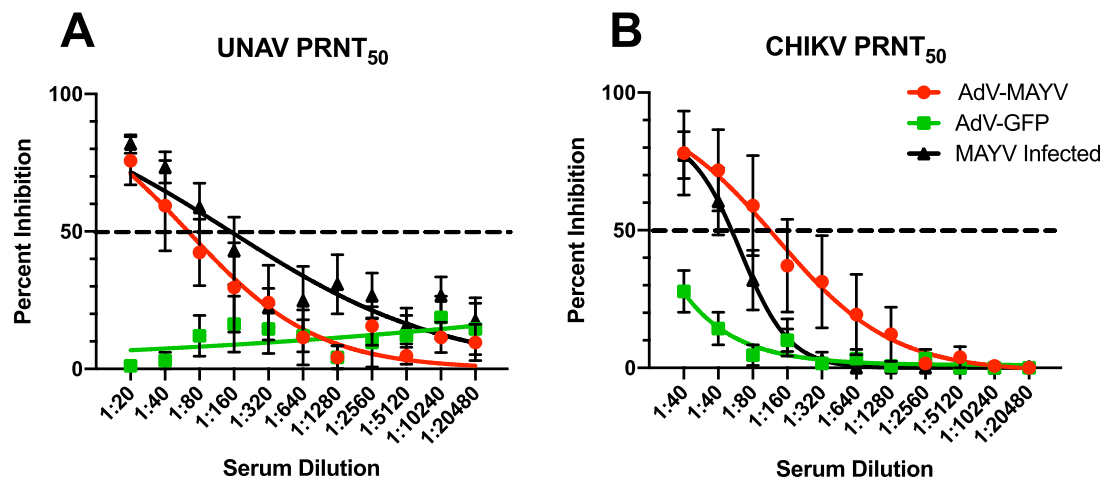 A
UNAV PRNT50
Percent Inhibition
100
50
0
1:20
1:40
1:80
1:160
1:320
1:640
1:1280
1:2560
1:5120
1:10240
1:20480
Serum Dilution
B
CHIKV PRNT50
AdV-MAYV
AdV-GFP
MAYV Infected
Percent Inhibition
100
50
0
1:40
1:40
1:80
1:160
1:320
1:640
1:1280
1:2560
1:5120
1:10240
1:20480
Serum Dilution